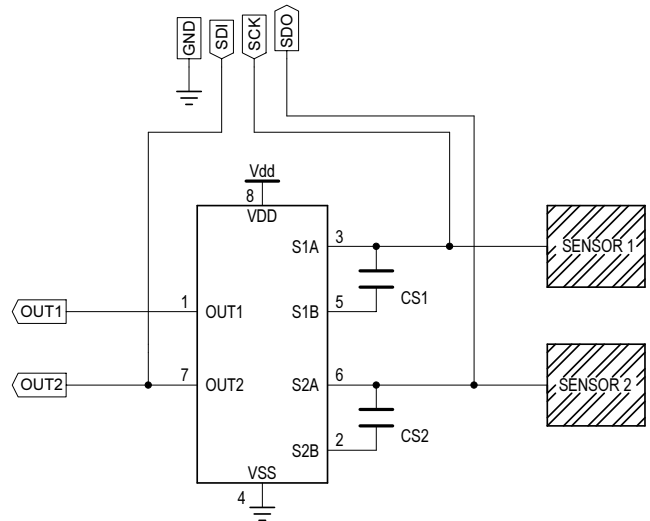 GND
SDI
SCK
SDO
Vdd
8
VDD
S1A
3
SENSOR 1
CS1
OUT1
1
OUT1
S1B
5
OUT2
7
OUT2
S2A
6
SENSOR 2
CS2
S2B
2
VSS
4